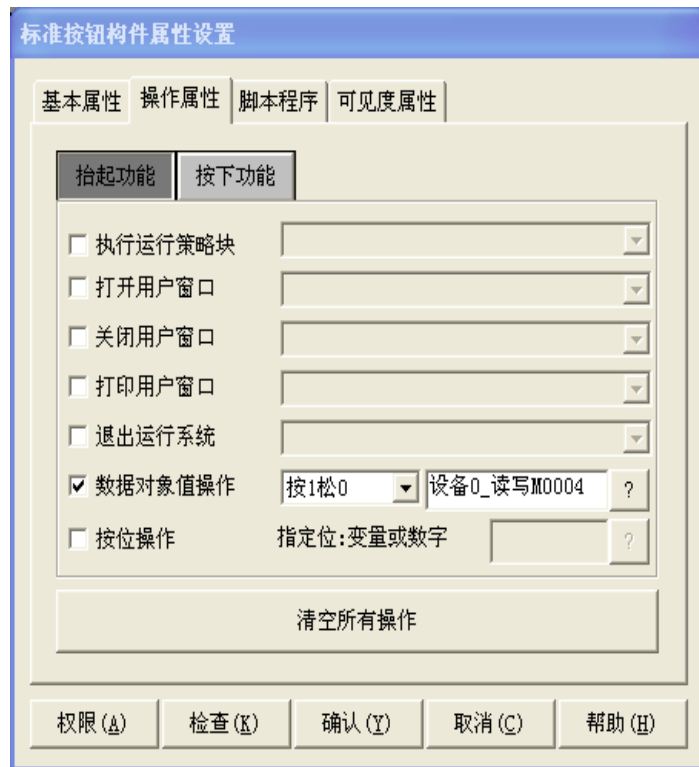 标准按钮构件属性设置
基本属性 操作属性 脚本程序 可见度属性
抬起功能 按下功能
执行运行策略块
打开用户窗口
关闭用户窗口
打印用户窗口
退出运行系统
数据对象值操作 按1松0 设备0_读写M0004 ?
按位操作 指定位:变量或数字 ?
清空所有操作
权限(A) 检查(K) 确认(Y) 取消(C) 帮助(H)